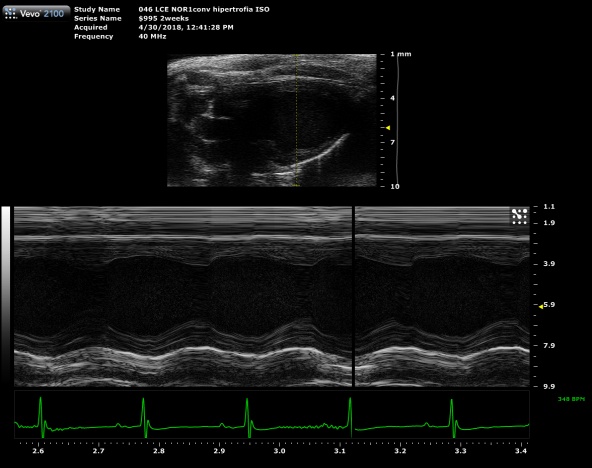 Vevo 2100
Study Name 046 LCE NOR1conv hipertrofia ISO
Series Name $995 2weeks
Acquired 4/30/2018, 12:41:28 PM
Frequency 40 MHz
1 mm
4
7
10
1.1
1.9
3.9
5.9
7.9
9.9
348 BPM
2.6 2.7 2.8 2.9 3.0 3.1 3.2 3.3 3.4